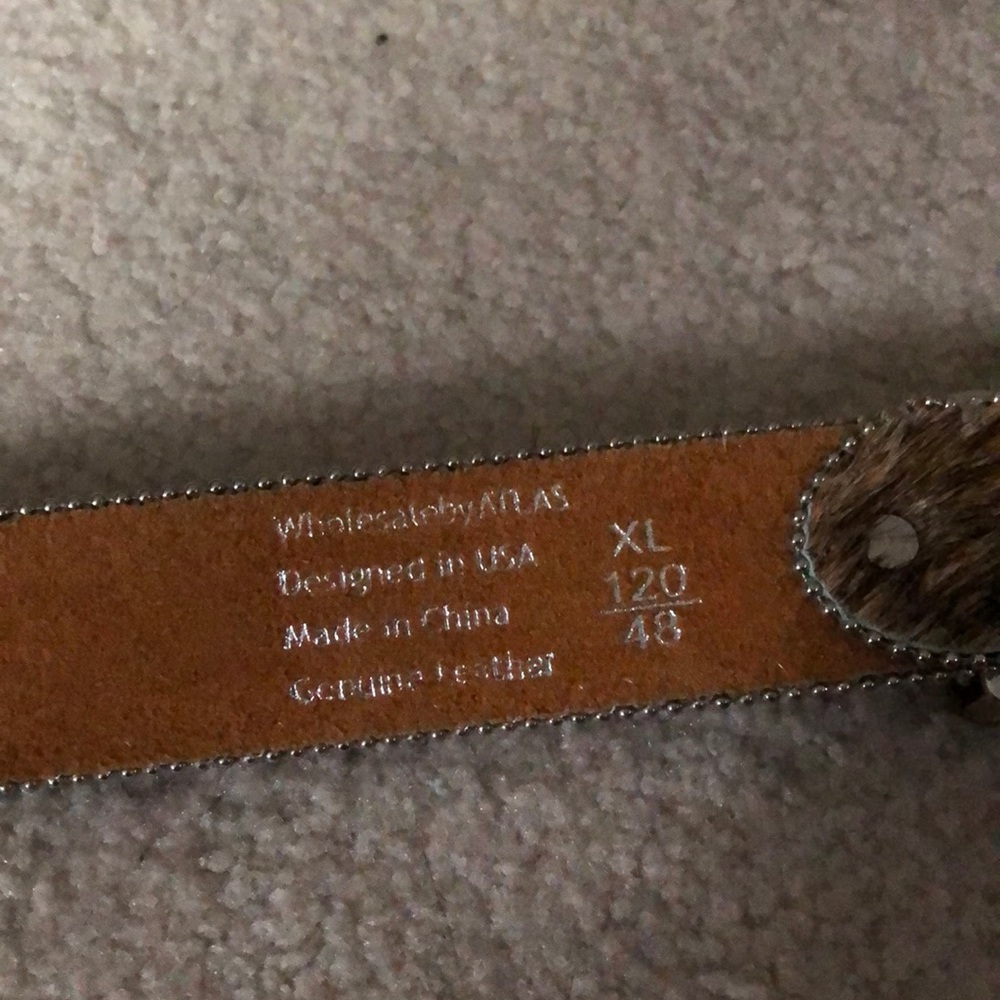 WholesalebyATLAS
Designed in USA
Made in China
Genuine Leather
XL
120
48